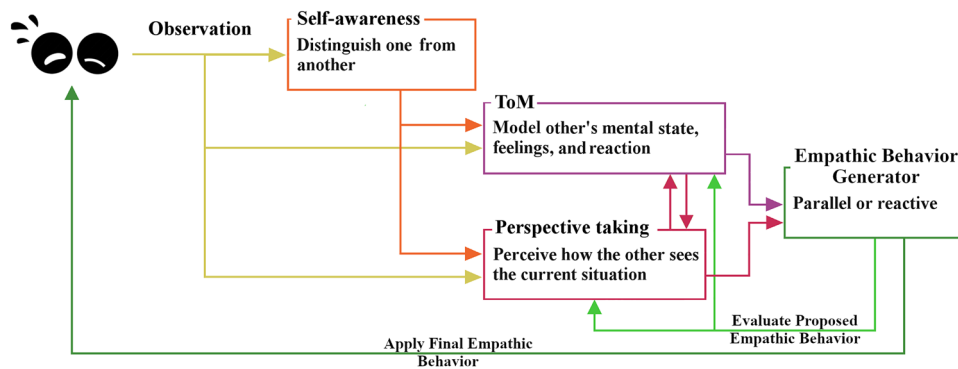 Observation
Self-awareness
Distinguish one from
another
ToM
Model other's mental state,
feelings, and reaction
Perspective taking
Perceive how the other sees
the current situation
Empathic Behavior
Generator
Parallel or reactive
Evaluate Proposed
Empathic Behavior
Apply Final Empathic
Behavior